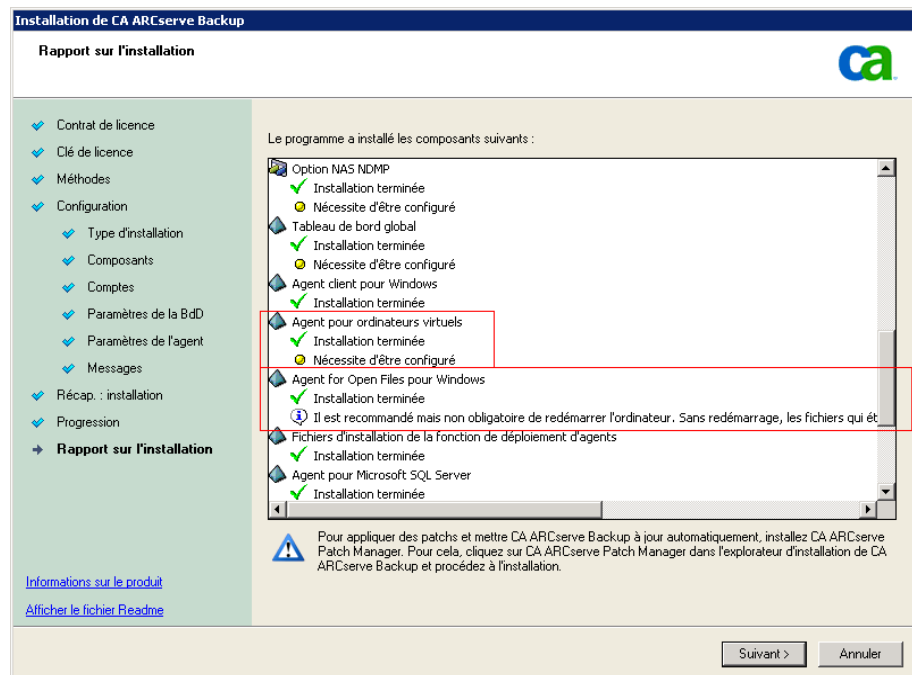 Installation de CA ARCserve Backup
Rapport sur l'installation
ca
Contrat de licence
Clé de licence
Méthodes
Configuration
Type d'installation
Composants
Comptes
Paramètres de la BdD
Paramètres de l'agent
Messages
Récap. : installation
Progression
Rapport sur l'installation
Informations sur le produit
Afficher le fichier Readme
Le programme a installé les composants suivants :
Option NAS NDMP
Installation terminée
Nécessite d'être configuré
Tableau de bord global
Installation terminée
Nécessite d'être configuré
Agent client pour Windows
Installation terminée
Agent pour ordinateurs virtuels
Installation terminée
Nécessite d'être configuré
Agent for Open Files pour Windows
Installation terminée
Il est recommandé mais non obligatoire de redémarrer l'ordinateur. Sans redémarrage, les fichiers qui ét
Fichiers d'installation de la fonction de déploiement d'agents
Installation terminée
Agent pour Microsoft SQL Server
Installation terminée
Pour appliquer des patchs et mettre CA ARCserve Backup à jour automatiquement, installez CA ARCserve
Patch Manager. Pour cela, cliquez sur CA ARCserve Patch Manager dans l'explorateur d'installation de CA
ARCserve Backup et procédez à l'installation.
Suivant >
Annuler